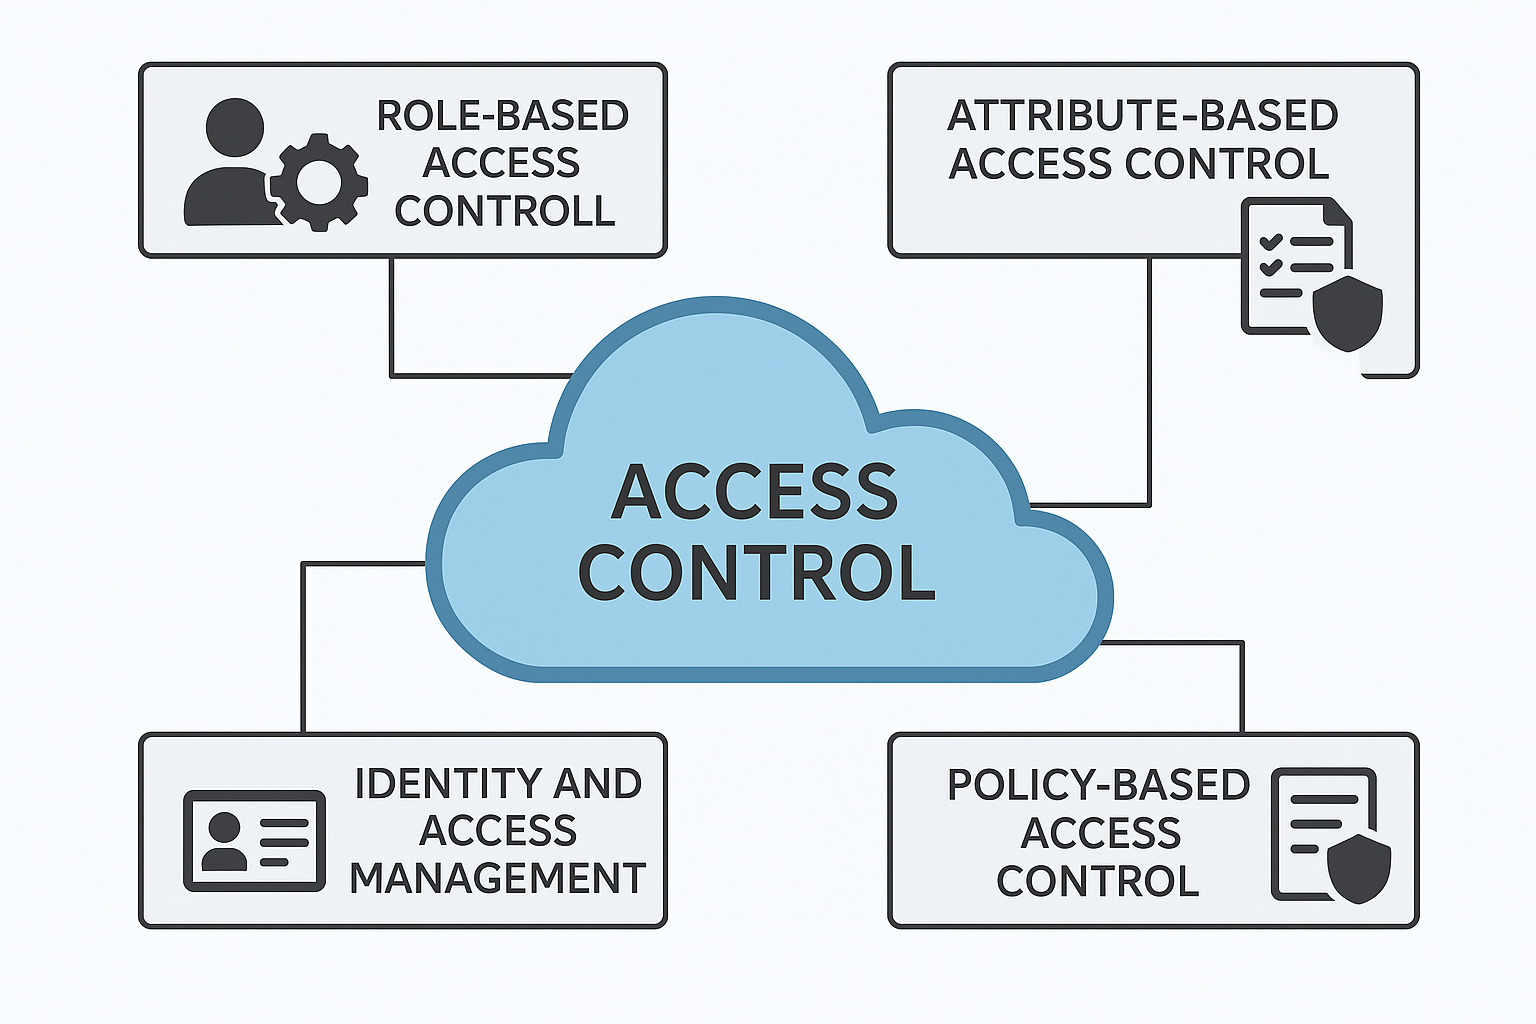 ROLE-BASED
ACCESS
CONTROLL
ATTRIBUTE-BASED
ACCESS CONTROL
ACCESS
CONTROL
IDENTITY AND
ACCESS
MANAGEMENT
POLICY-BASED
ACCESS
CONTROL